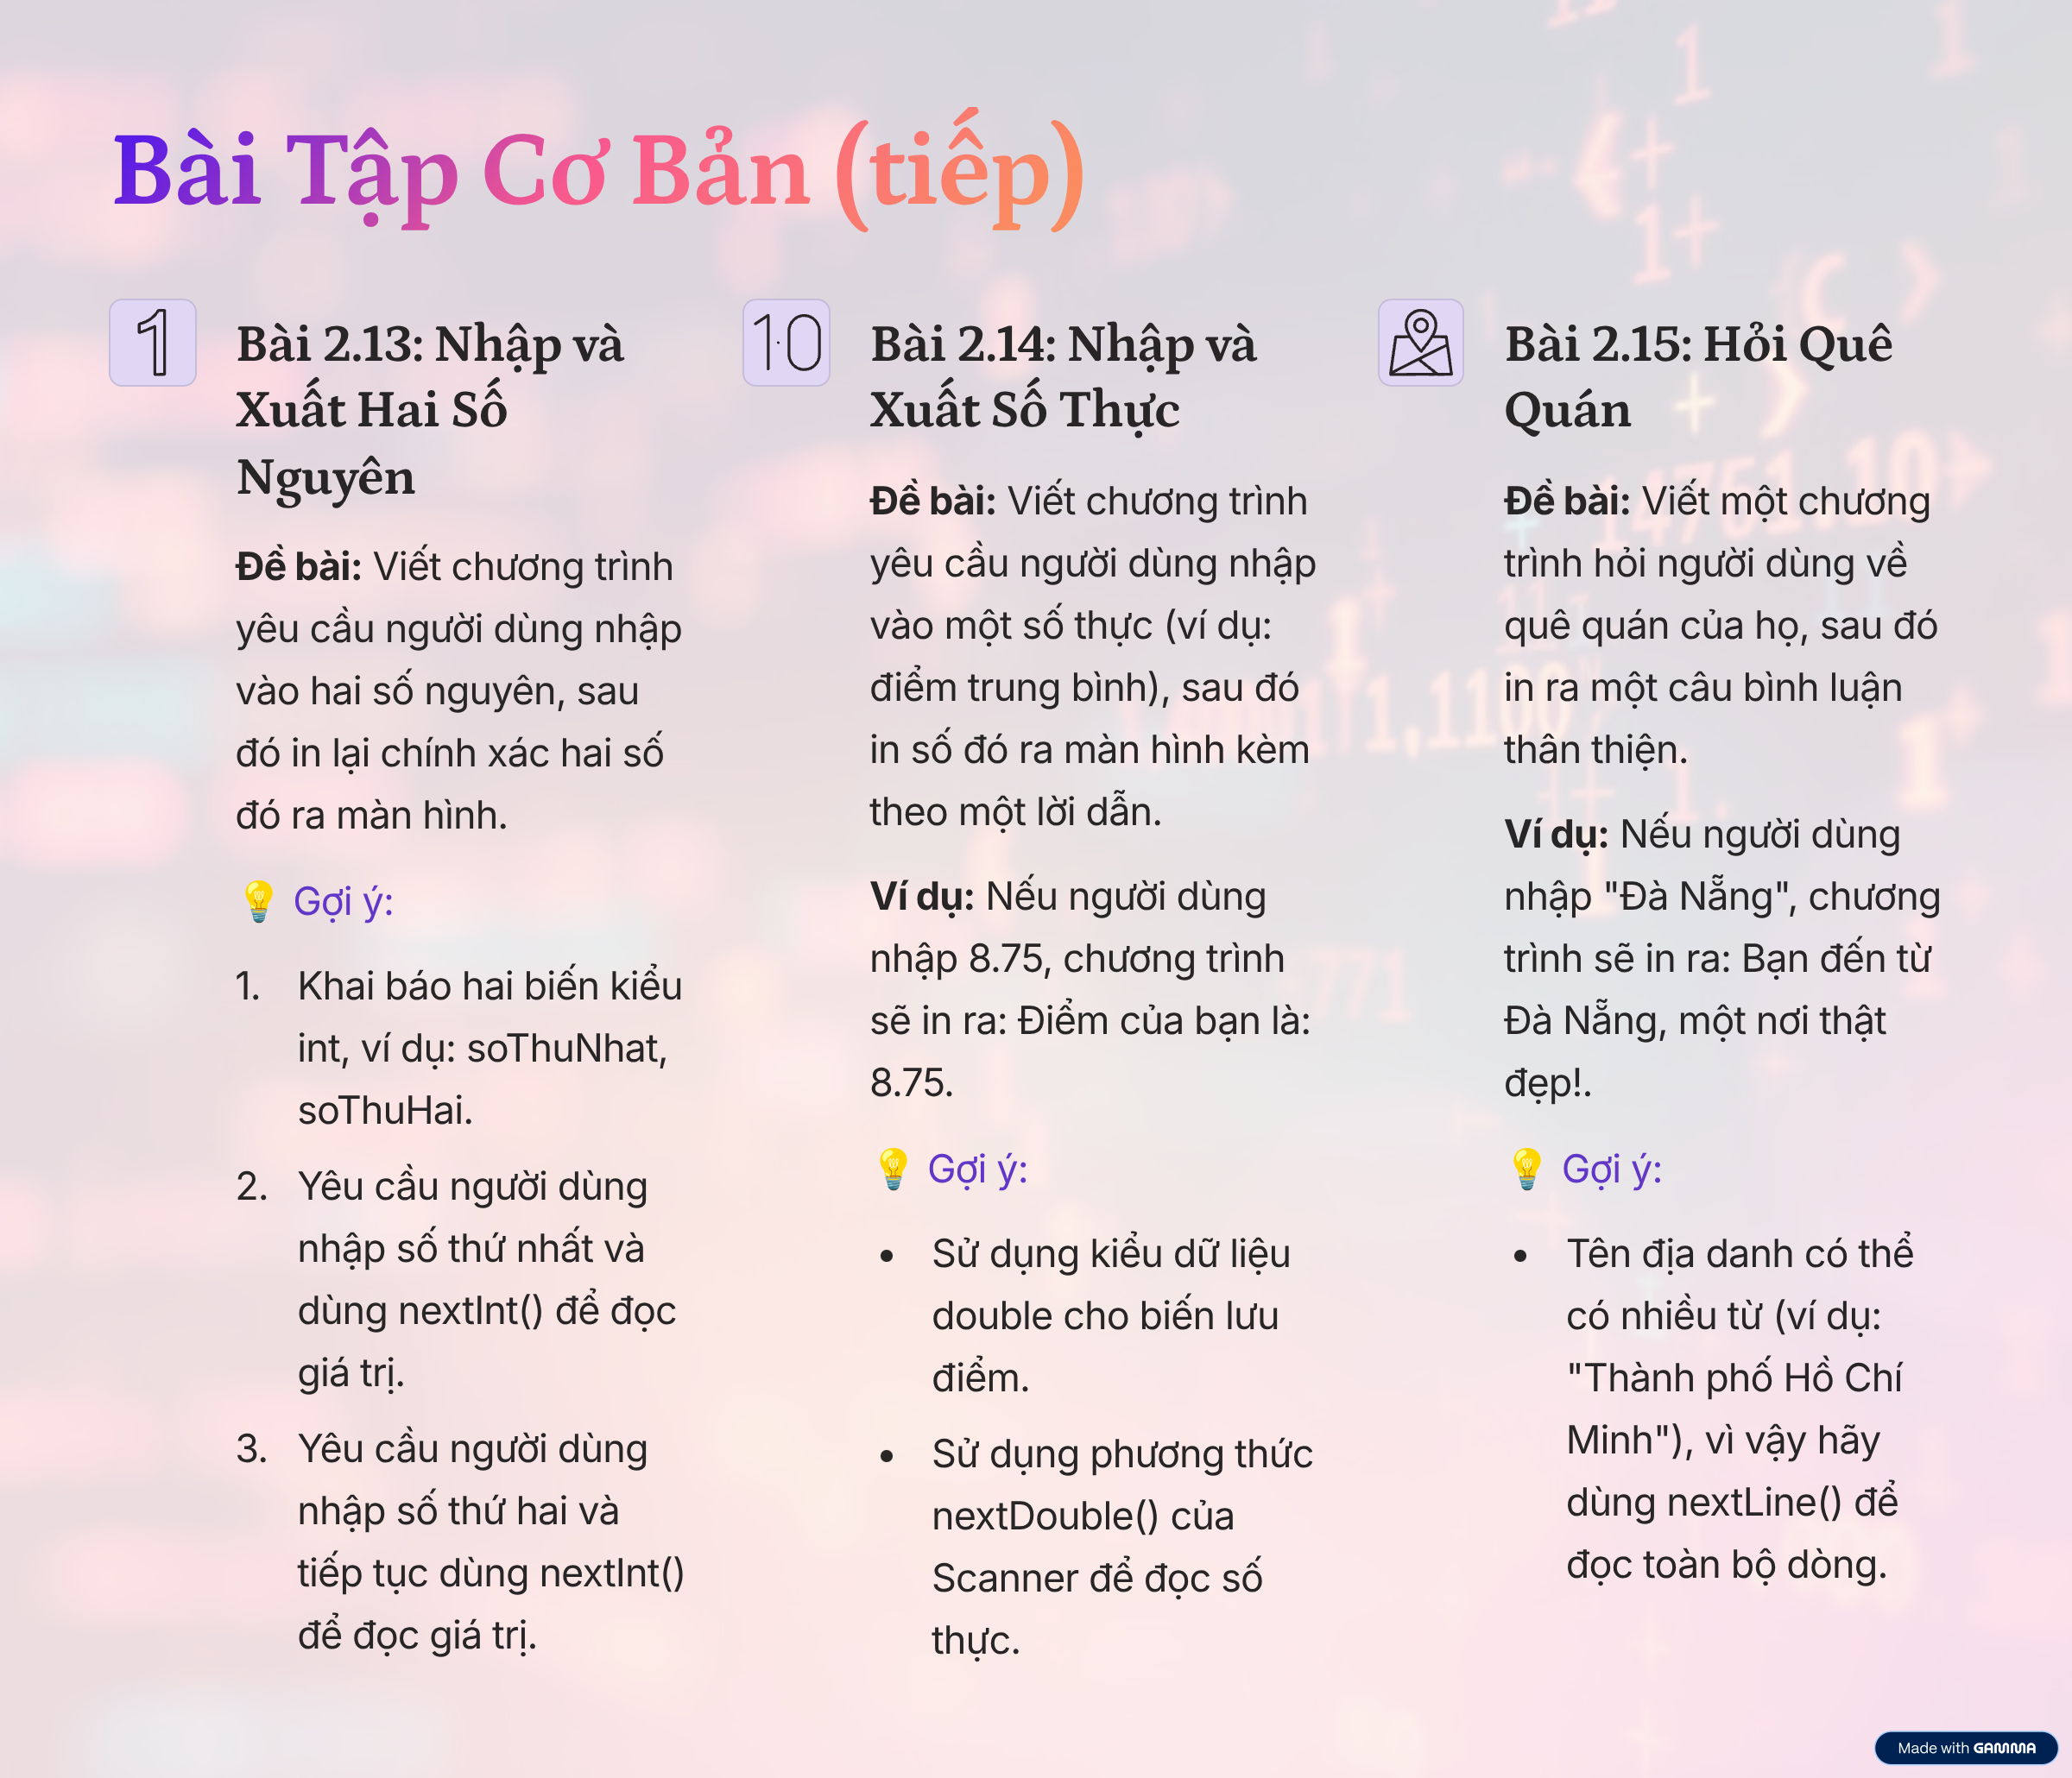 Bài Tập Cơ Bản (tiếp)
1
Bài 2.13: Nhập và
Xuất Hai Số
Nguyên
Đề bài: Viết chương trình
yêu cầu người dùng nhập
vào hai số nguyên, sau
đó in lại chính xác hai số
đó ra màn hình.
💡 Gợi ý:
1. Khai báo hai biến kiểu
int, ví dụ: soThuNhat,
soThuHai.
2. Yêu cầu người dùng
nhập số thứ nhất và
dùng nextInt() để đọc
giá trị.
3. Yêu cầu người dùng
nhập số thứ hai và
tiếp tục dùng nextInt()
để đọc giá trị.
1.0
Bài 2.14: Nhập và
Xuất Số Thực
Đề bài: Viết chương trình
yêu cầu người dùng nhập
vào một số thực (ví dụ:
điểm trung bình), sau đó
in số đó ra màn hình kèm
theo một lời dẫn.
Ví dụ: Nếu người dùng
nhập 8.75, chương trình
sẽ in ra: Điểm của bạn là:
8.75.
💡 Gợi ý:
• Sử dụng kiểu dữ liệu
double cho biến lưu
điểm.
• Sử dụng phương thức
nextDouble() của
Scanner để đọc số
thực.
Bài 2.15: Hỏi Quê
Quán
Đề bài: Viết một chương
trình hỏi người dùng về
quê quán của họ, sau đó
in ra một câu bình luận
thân thiện.
Ví dụ: Nếu người dùng
nhập "Đà Nẵng", chương
trình sẽ in ra: Bạn đến từ
Đà Nẵng, một nơi thật
đẹp!.
💡 Gợi ý:
• Tên địa danh có thể
có nhiều từ (ví dụ:
"Thành phố Hồ Chí
Minh"), vì vậy hãy
dùng nextLine() để
đọc toàn bộ dòng.
Made with GAMMA